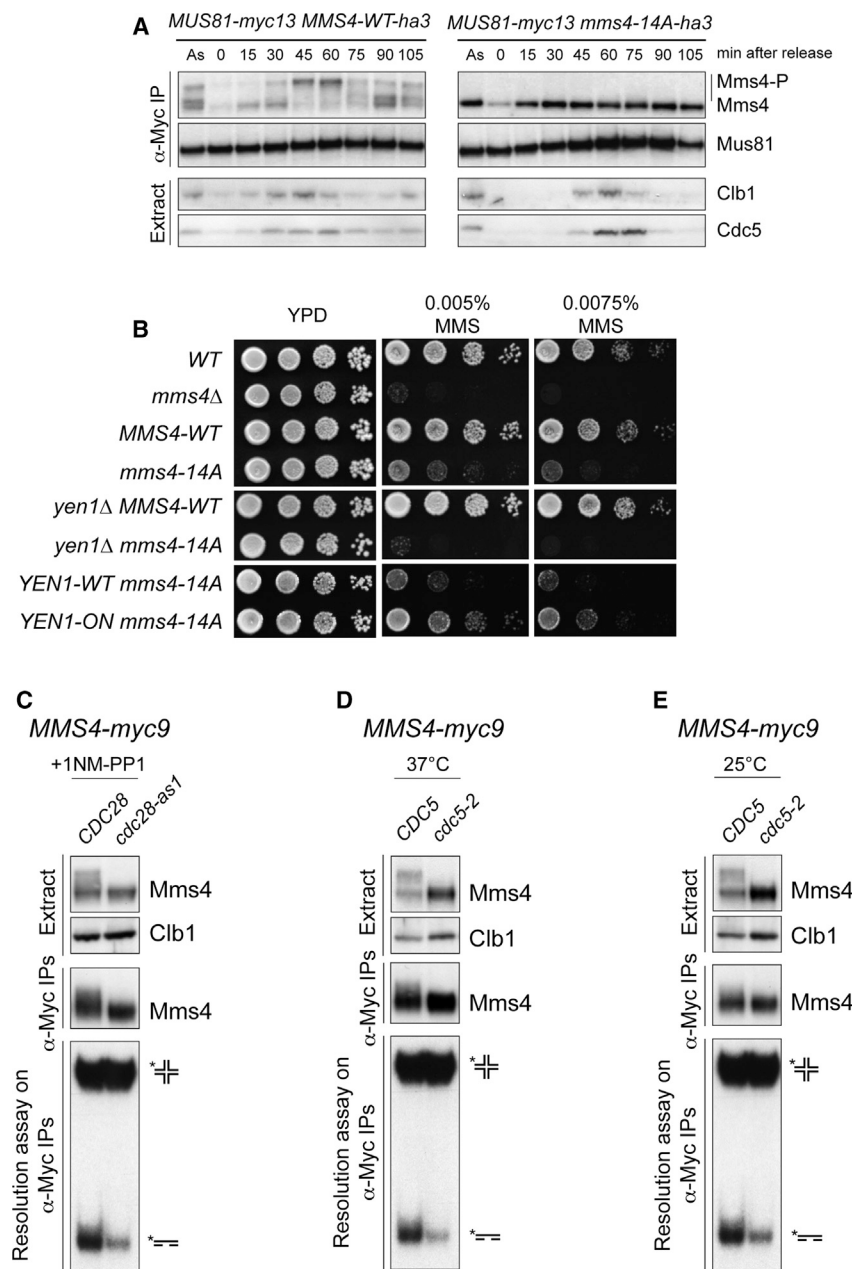 A
MUS81-myc13 MMS4-WT-ha3
MUS81-myc13 mms4-14A-ha3
As 0 15 30 45 60 75 90 105
As 0 15 30 45 60 75 90 105
min after release
α-Myc IP
Mms4-P
Mms4
Mus81
Extract
Clb1
Cdc5
B
YPD
0.005% MMS
0.0075% MMS
WT
mms4Δ
MMS4-WT
mms4-14A
yen1Δ MMS4-WT
yen1Δ mms4-14A
YEN1-WT mms4-14A
YEN1-ON mms4-14A
C
MMS4-myc9
+1NM-PP1
CDC28
cdc28-as1
Extract
Mms4
Clb1
α-Myc IPs
Mms4
Resolution assay on
α-Myc IPs
*
*
D
MMS4-myc9
37°C
CDC5
cdc5-2
Extract
Mms4
Clb1
α-Myc IPs
Mms4
Resolution assay on
α-Myc IPs
*
*
E
MMS4-myc9
25°C
CDC5
cdc5-2
Extract
Mms4
Clb1
α-Myc IPs
Mms4
Resolution assay on
α-Myc IPs
*
*